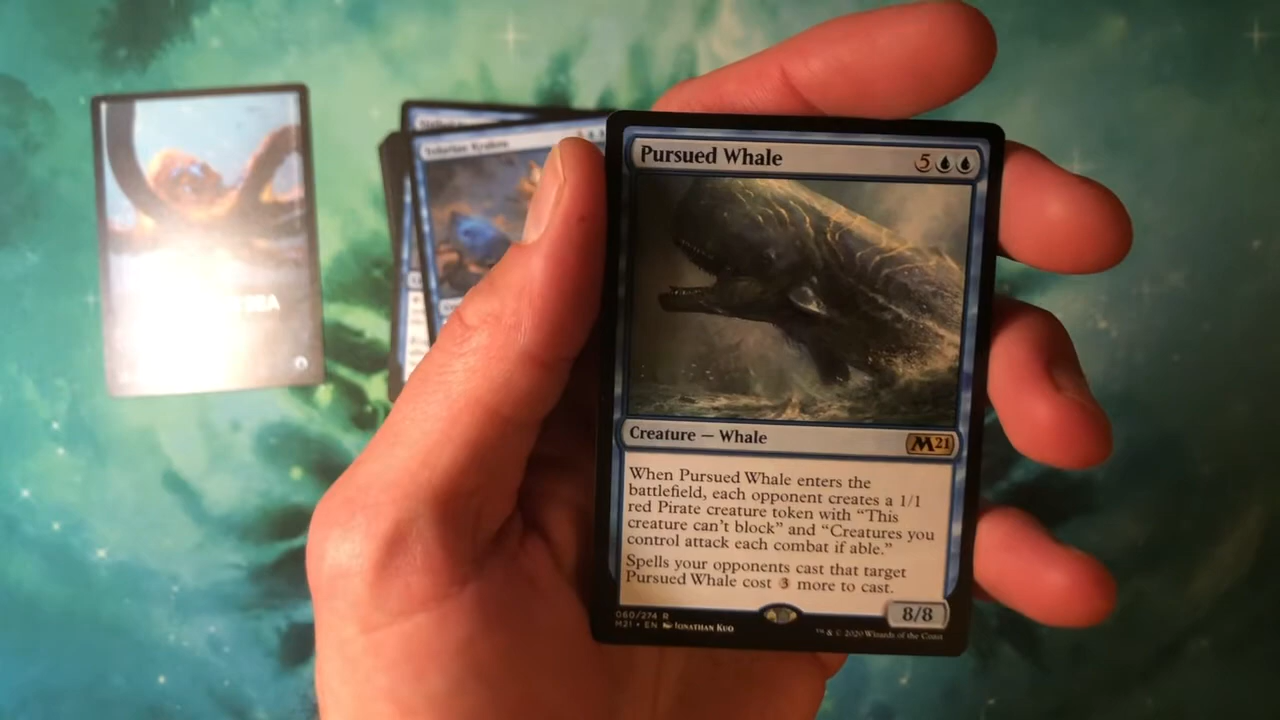 Tolarian Kraken
Pursued Whale
5
Creature — Whale
M21
When Pursued Whale enters the
battlefield, each opponent creates a 1/1
red Pirate creature token with “This
creature can't block” and “Creatures you
control attack each combat if able.”
Spells your opponents cast that target
Pursued Whale cost 3 more to cast.
8/8
060/274 R
M21 • EN Jonathan Kuo
™ & © 2020 Wizards of the Coast